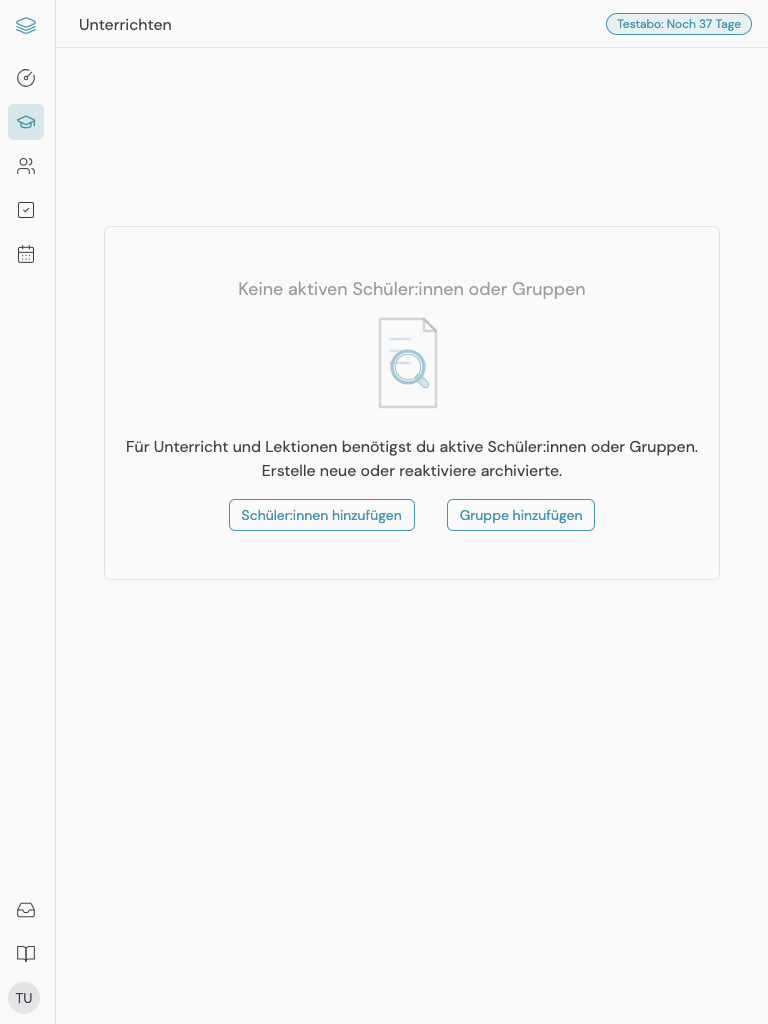 Unterrichten
Testabo: Noch 37 Tage
Keine aktiven Schüler:innen oder Gruppen
Für Unterricht und Lektionen benötigst du aktive Schüler:innen oder Gruppen.
Erstelle neue oder reaktiviere archivierte.
Schüler:innen hinzufügen
Gruppe hinzufügen
TU